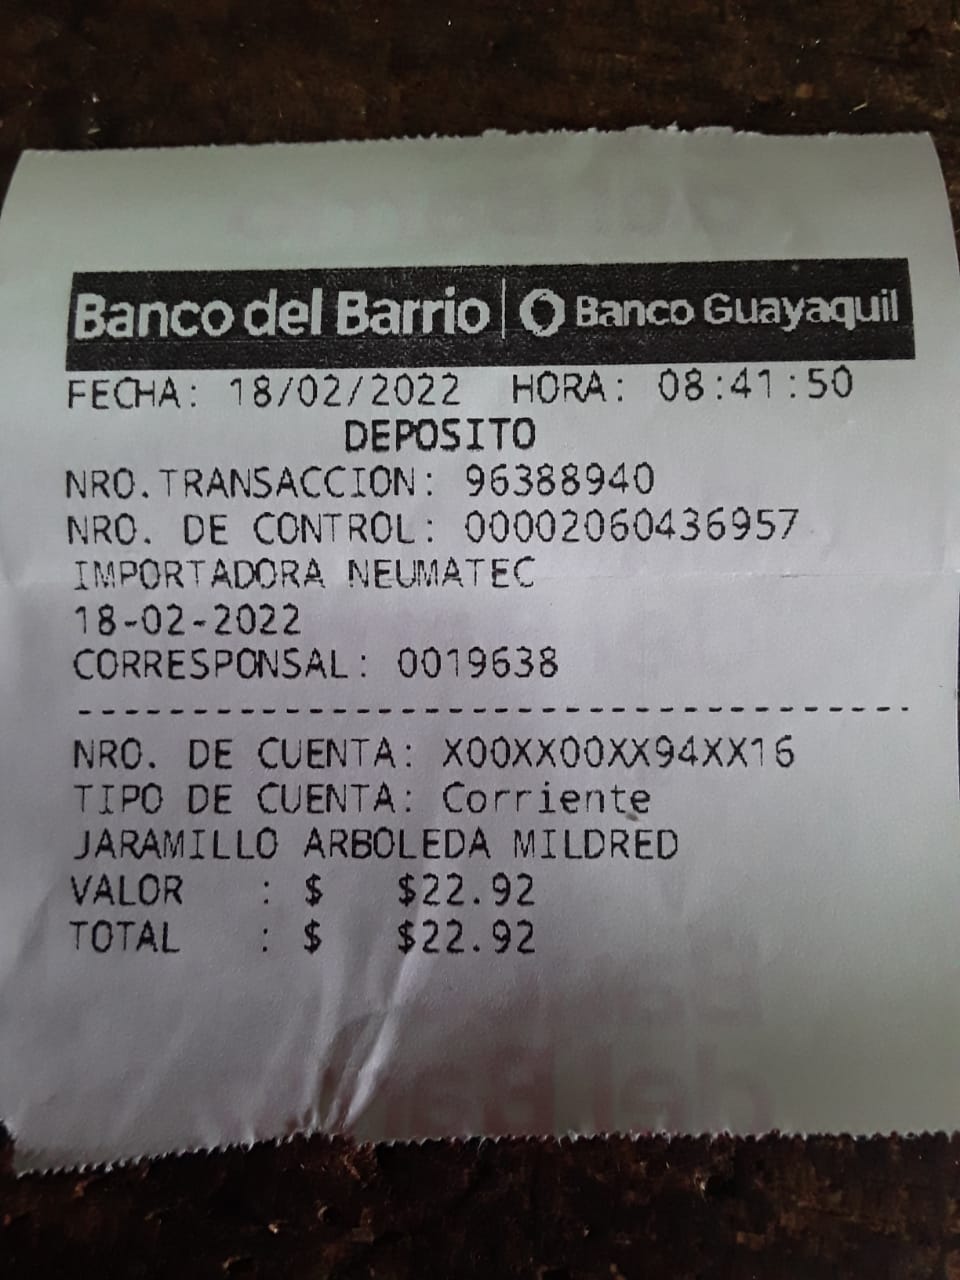 Banco del Barrio | Banco Guayaquil
FECHA: 18/02/2022 HORA: 08:41:50
DEPOSITO
NRO.TRANSACCION: 96388940
NRO. DE CONTROL: 00002060436957
IMPORTADORA NEUMATEC
18-02-2022
CORRESPONSAL: 0019638
------------------------------------
NRO. DE CUENTA: X00XX00XX94XX16
TIPO DE CUENTA: Corriente
JARAMILLO ARBOLEDA MILDRED
VALOR : $ $22.92
TOTAL : $ $22.92